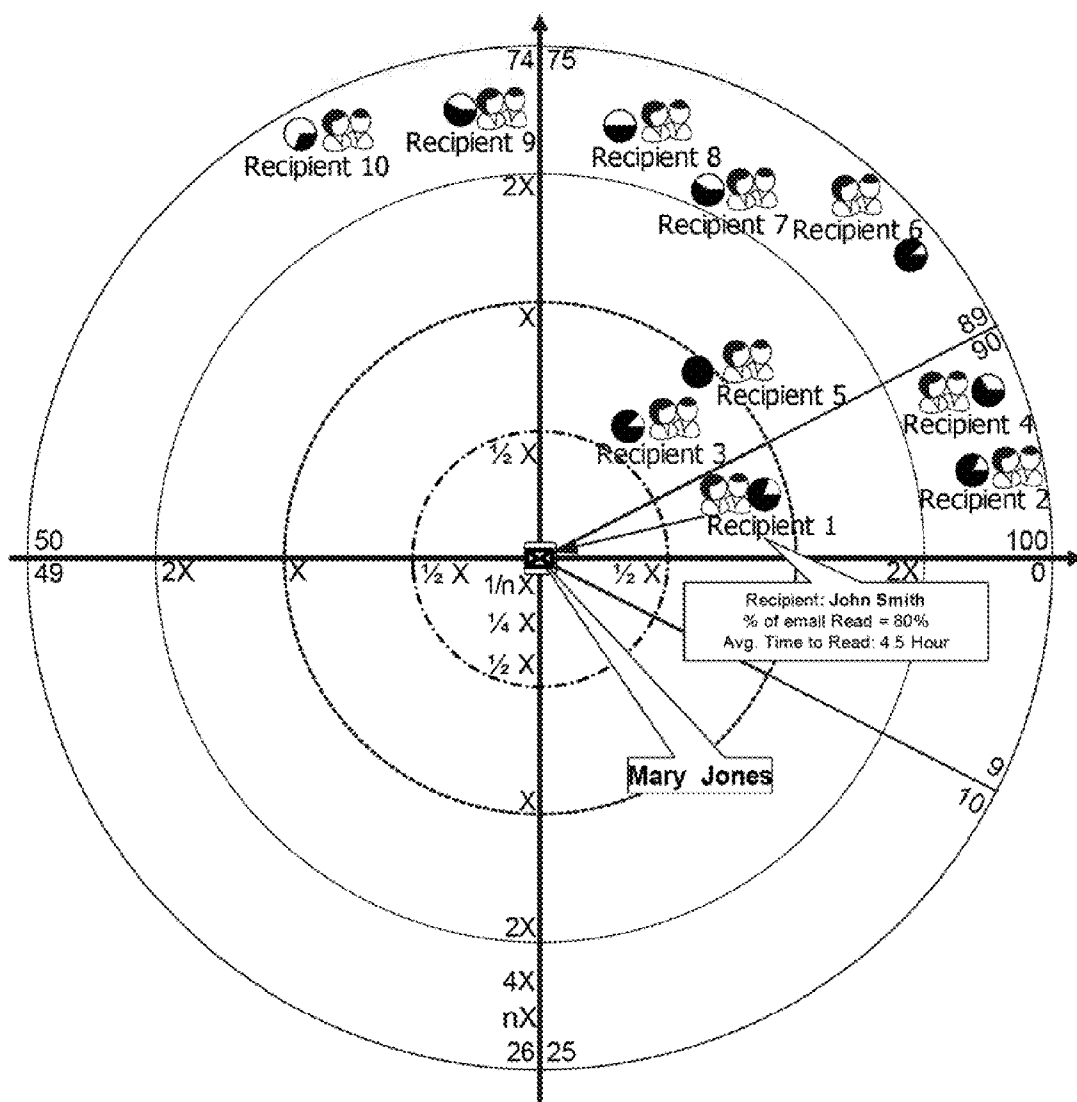 74 75
Recipient 10
Recipient 9
Recipient 8
2X
Recipient 7
Recipient 6
X
89
90
Recipient 5
Recipient 4
½ X
Recipient 3
Recipient 2
Recipient 1
50
100
49
2X
X
½ X
½ X
2X
0
1/nX
¼ X
½ X
Recipient: John Smith
% of email Read = 80%
Avg. Time to Read: 4.5 Hour
Mary Jones
9
10
X
2X
4X
nX
26 25